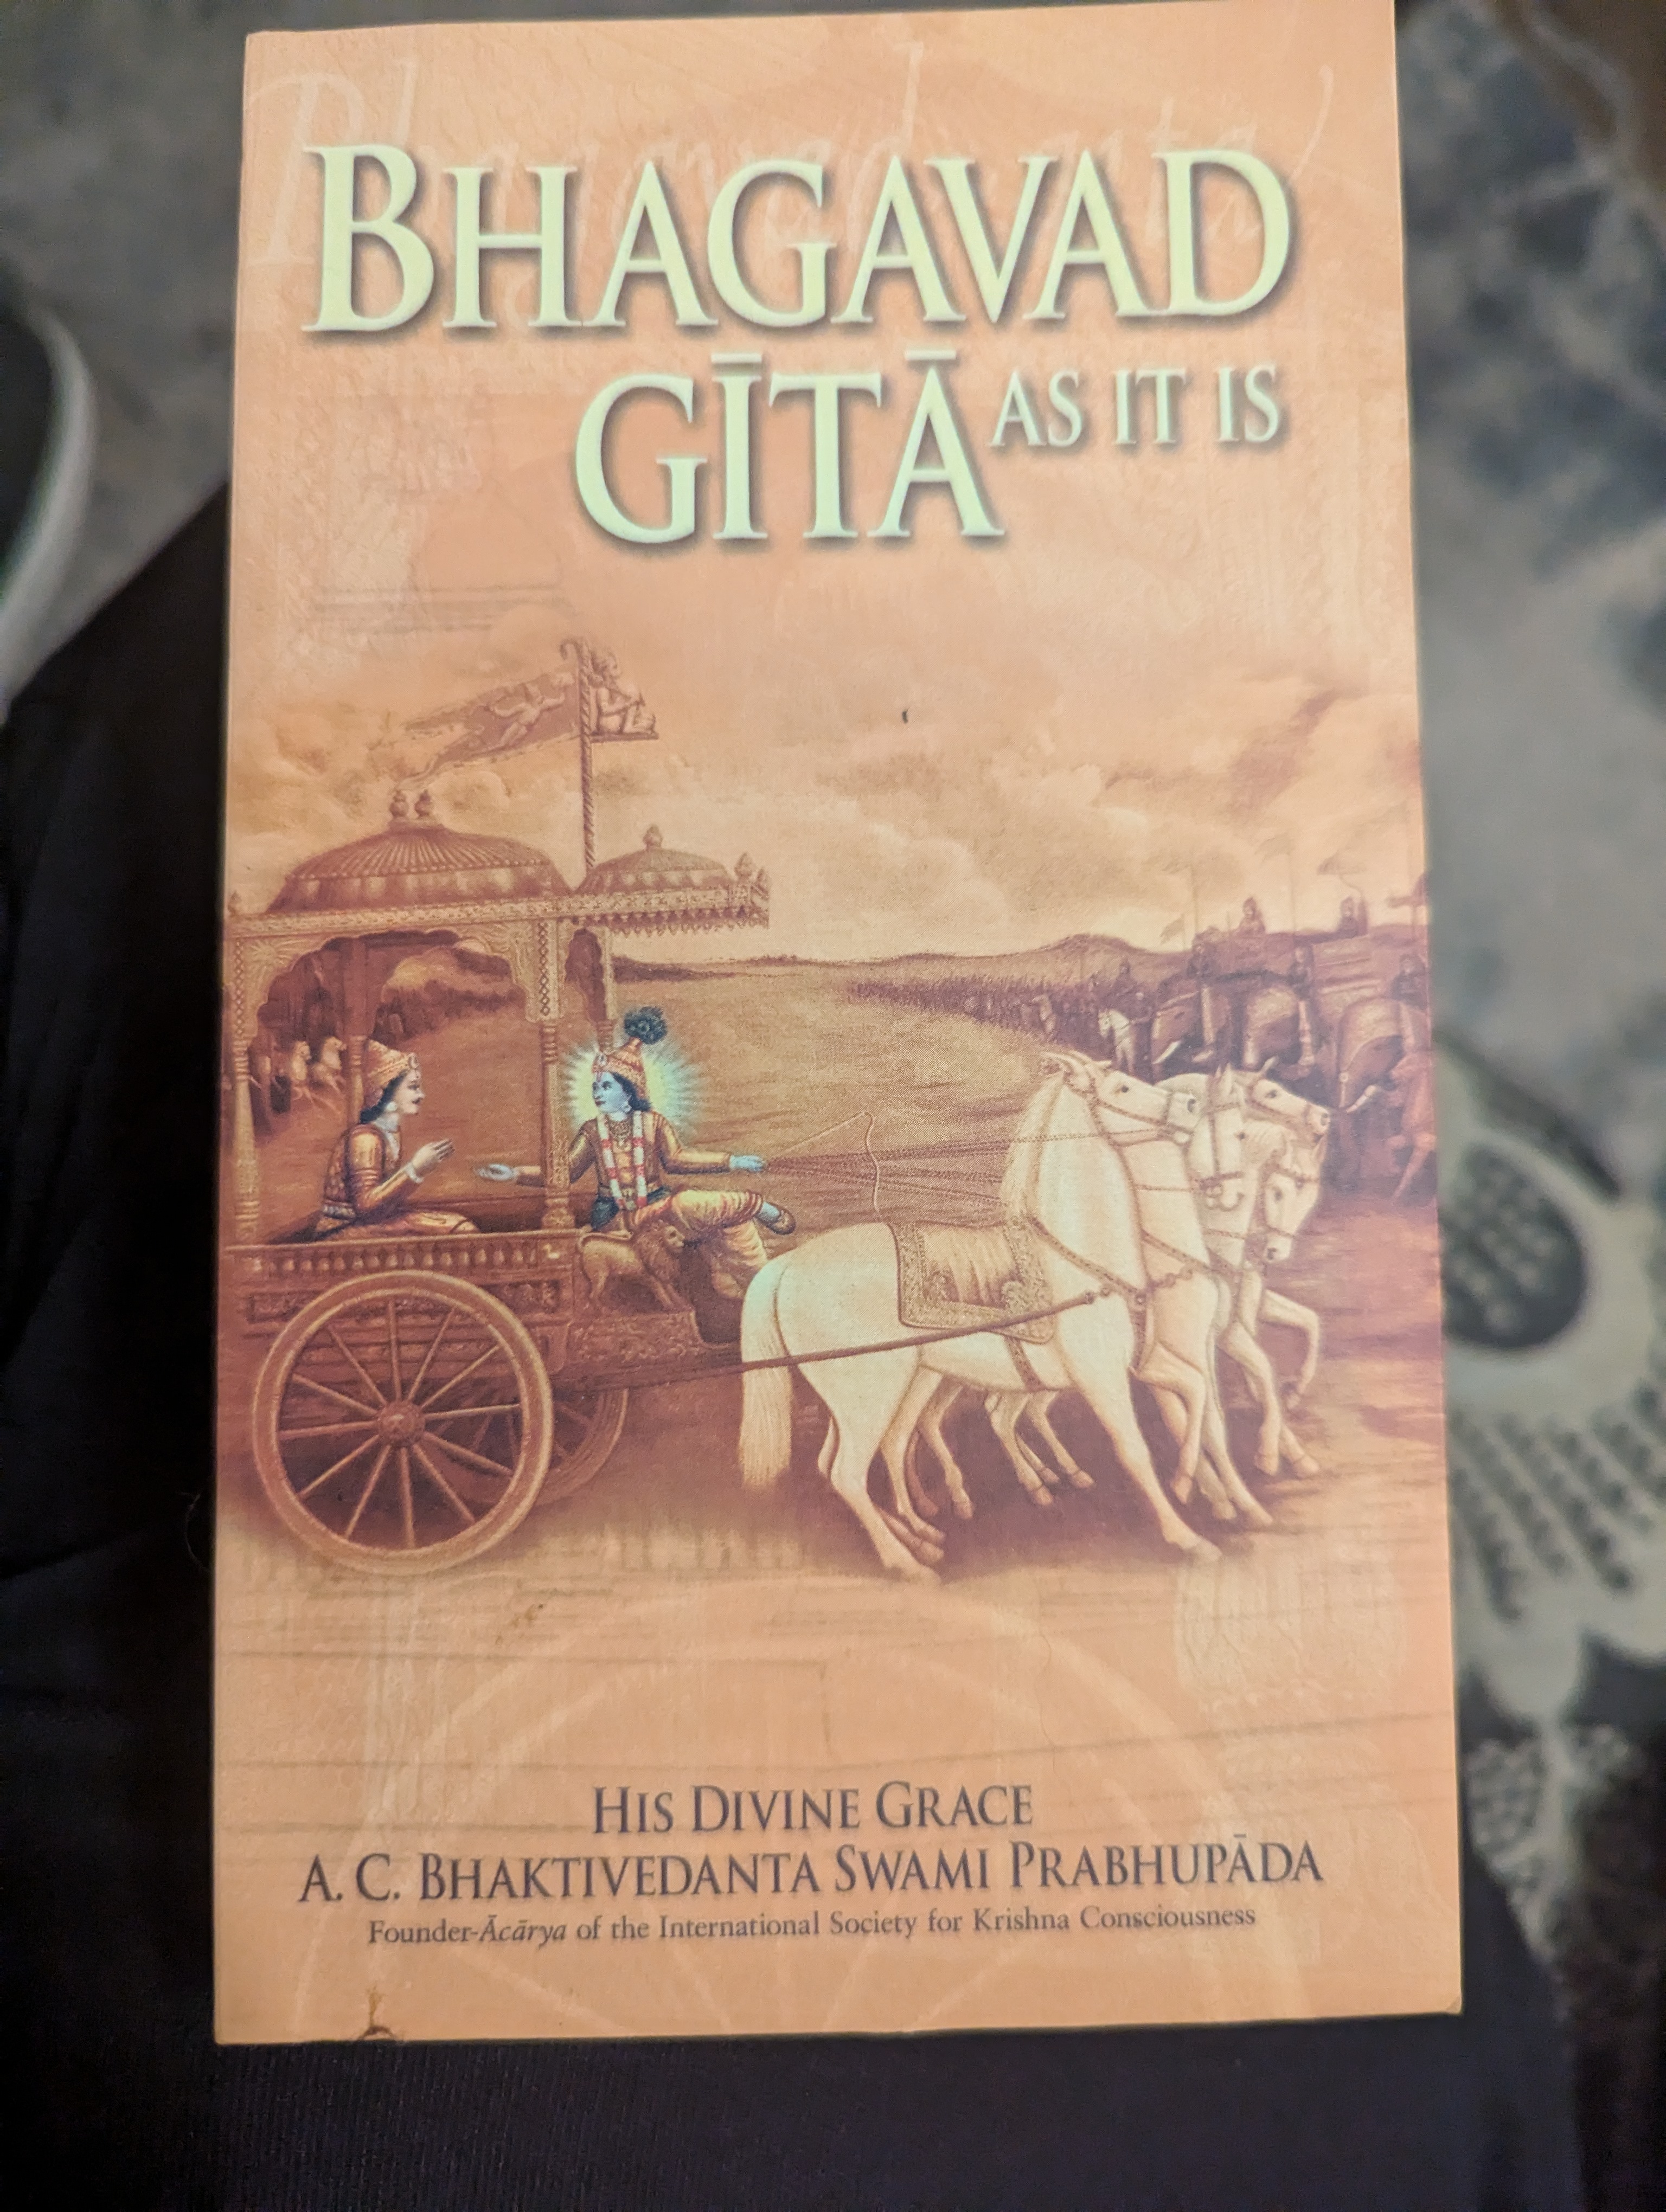 BHAGAVAD
GĪTĀ AS IT IS
HIS DIVINE GRACE
A. C. BHAKTIVEDANTA SWAMI PRABHUPĀDA
Founder-Ācārya of the International Society for Krishna Consciousness